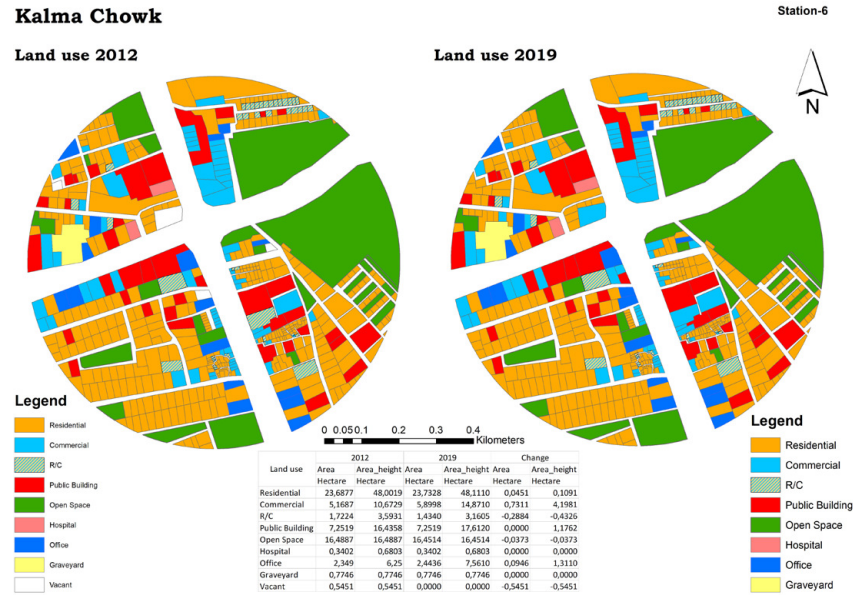 Kalma Chowk
Station-6
Land use 2012
Land use 2019
N
Legend
Residential
Commercial
R/C
Public Building
Open Space
Hospital
Office
Graveyard
Vacant
0 0.050.1 0.2 0.3 0.4
Kilometers
Land use 2012 2019 Change
Area Area_height Area Area_height Area Area_height
Hectare Hectare Hectare Hectare Hectare Hectare
Residential 23,6877 48,0019 23,7328 48,1110 0,0451 0,1091
Commercial 5,1687 10,6729 5,8998 14,8710 0,7311 4,1981
R/C 1,7224 3,5931 1,4340 3,1605 -0,2884 -0,4326
Public Building 7,2519 16,4358 7,2519 17,6120 0,0000 1,1762
Open Space 16,4887 16,4887 16,4514 16,4514 -0,0373 -0,0373
Hospital 0,3402 0,6803 0,3402 0,6803 0,0000 0,0000
Office 2,349 6,25 2,4436 7,5610 0,0946 1,3110
Graveyard 0,7746 0,7746 0,7746 0,7746 0,0000 0,0000
Vacant 0,5451 0,5451 0,0000 0,0000 -0,5451 -0,5451
Legend
Residential
Commercial
R/C
Public Building
Open Space
Hospital
Office
Graveyard